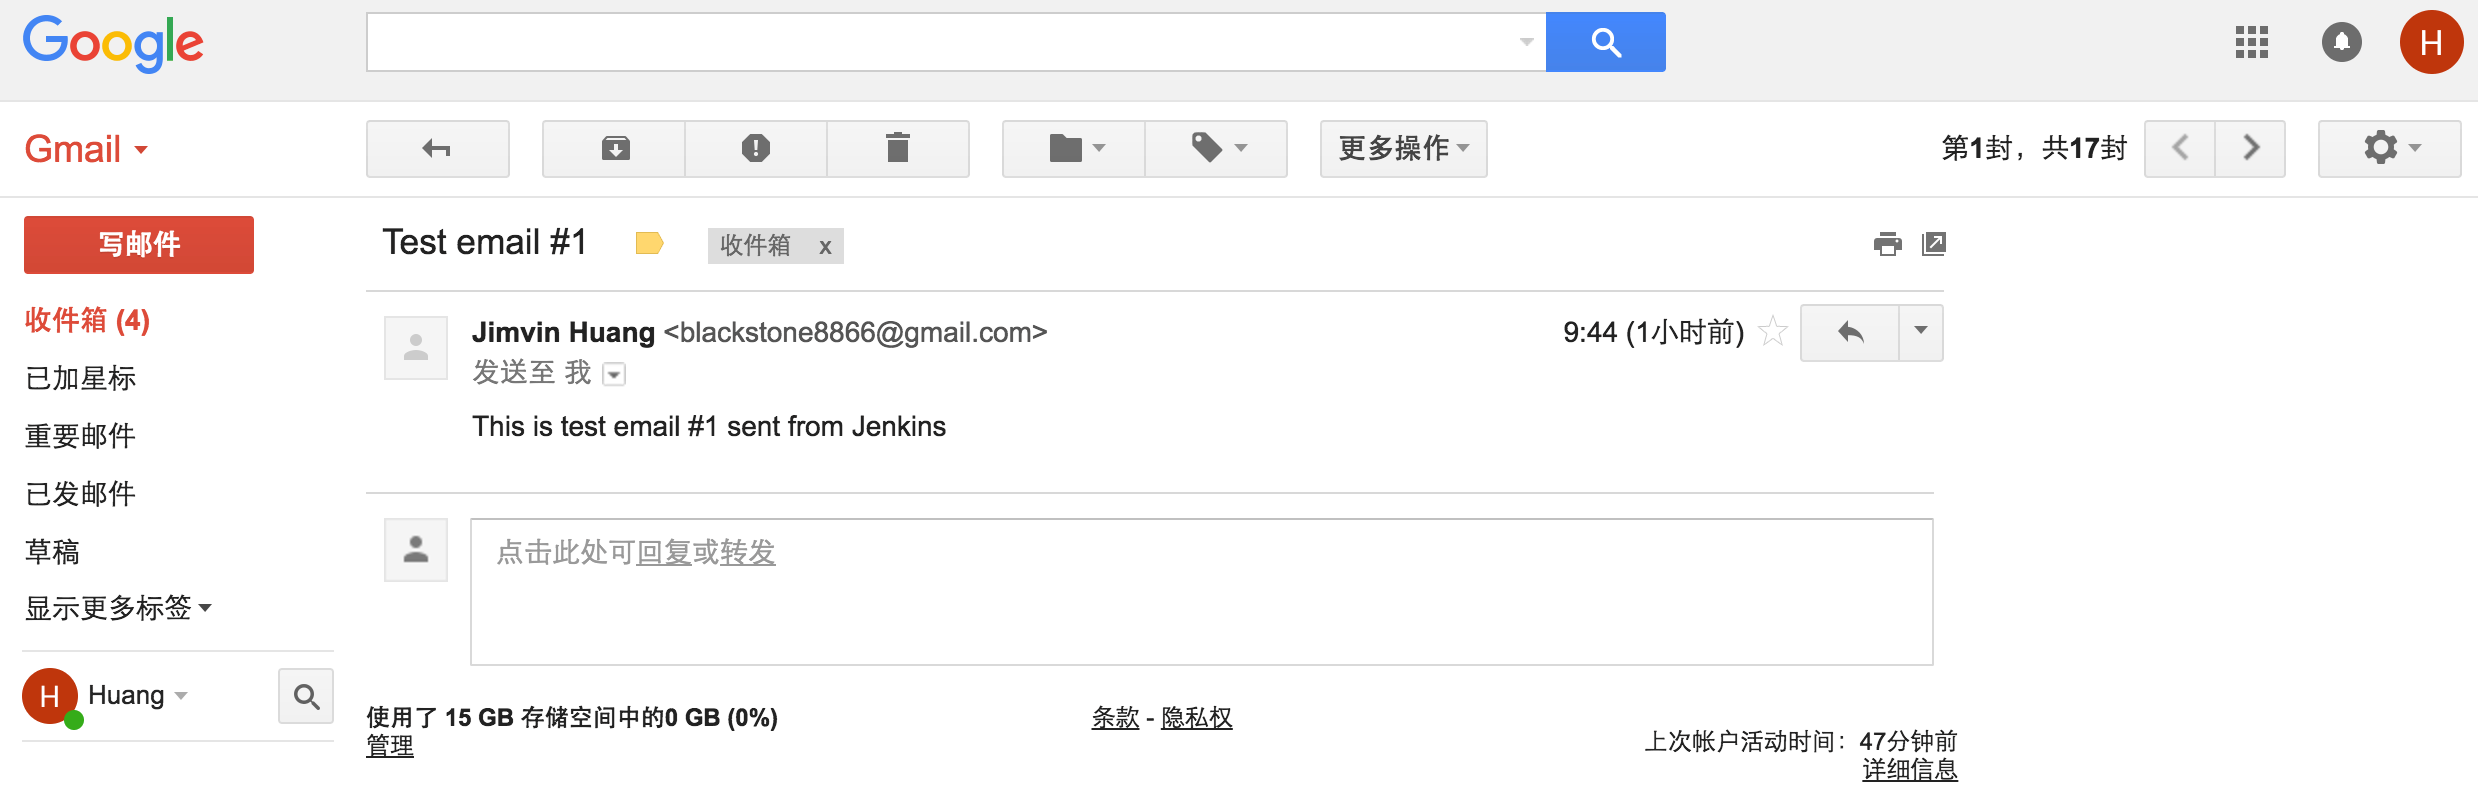 Google
H
Gmail
更多操作
第1封，共17封
写邮件
Test email #1
收件箱 x
收件箱 (4)
已加星标
重要邮件
已发邮件
草稿
显示更多标签
H Huang
Jimvin Huang <blackstone8866@gmail.com>
9:44 (1小时前)
发送至 我
This is test email #1 sent from Jenkins
点击此处可回复或转发
使用了 15 GB 存储空间中的0 GB (0%)
管理
条款 - 隐私权
上次帐户活动时间：47分钟前
详细信息